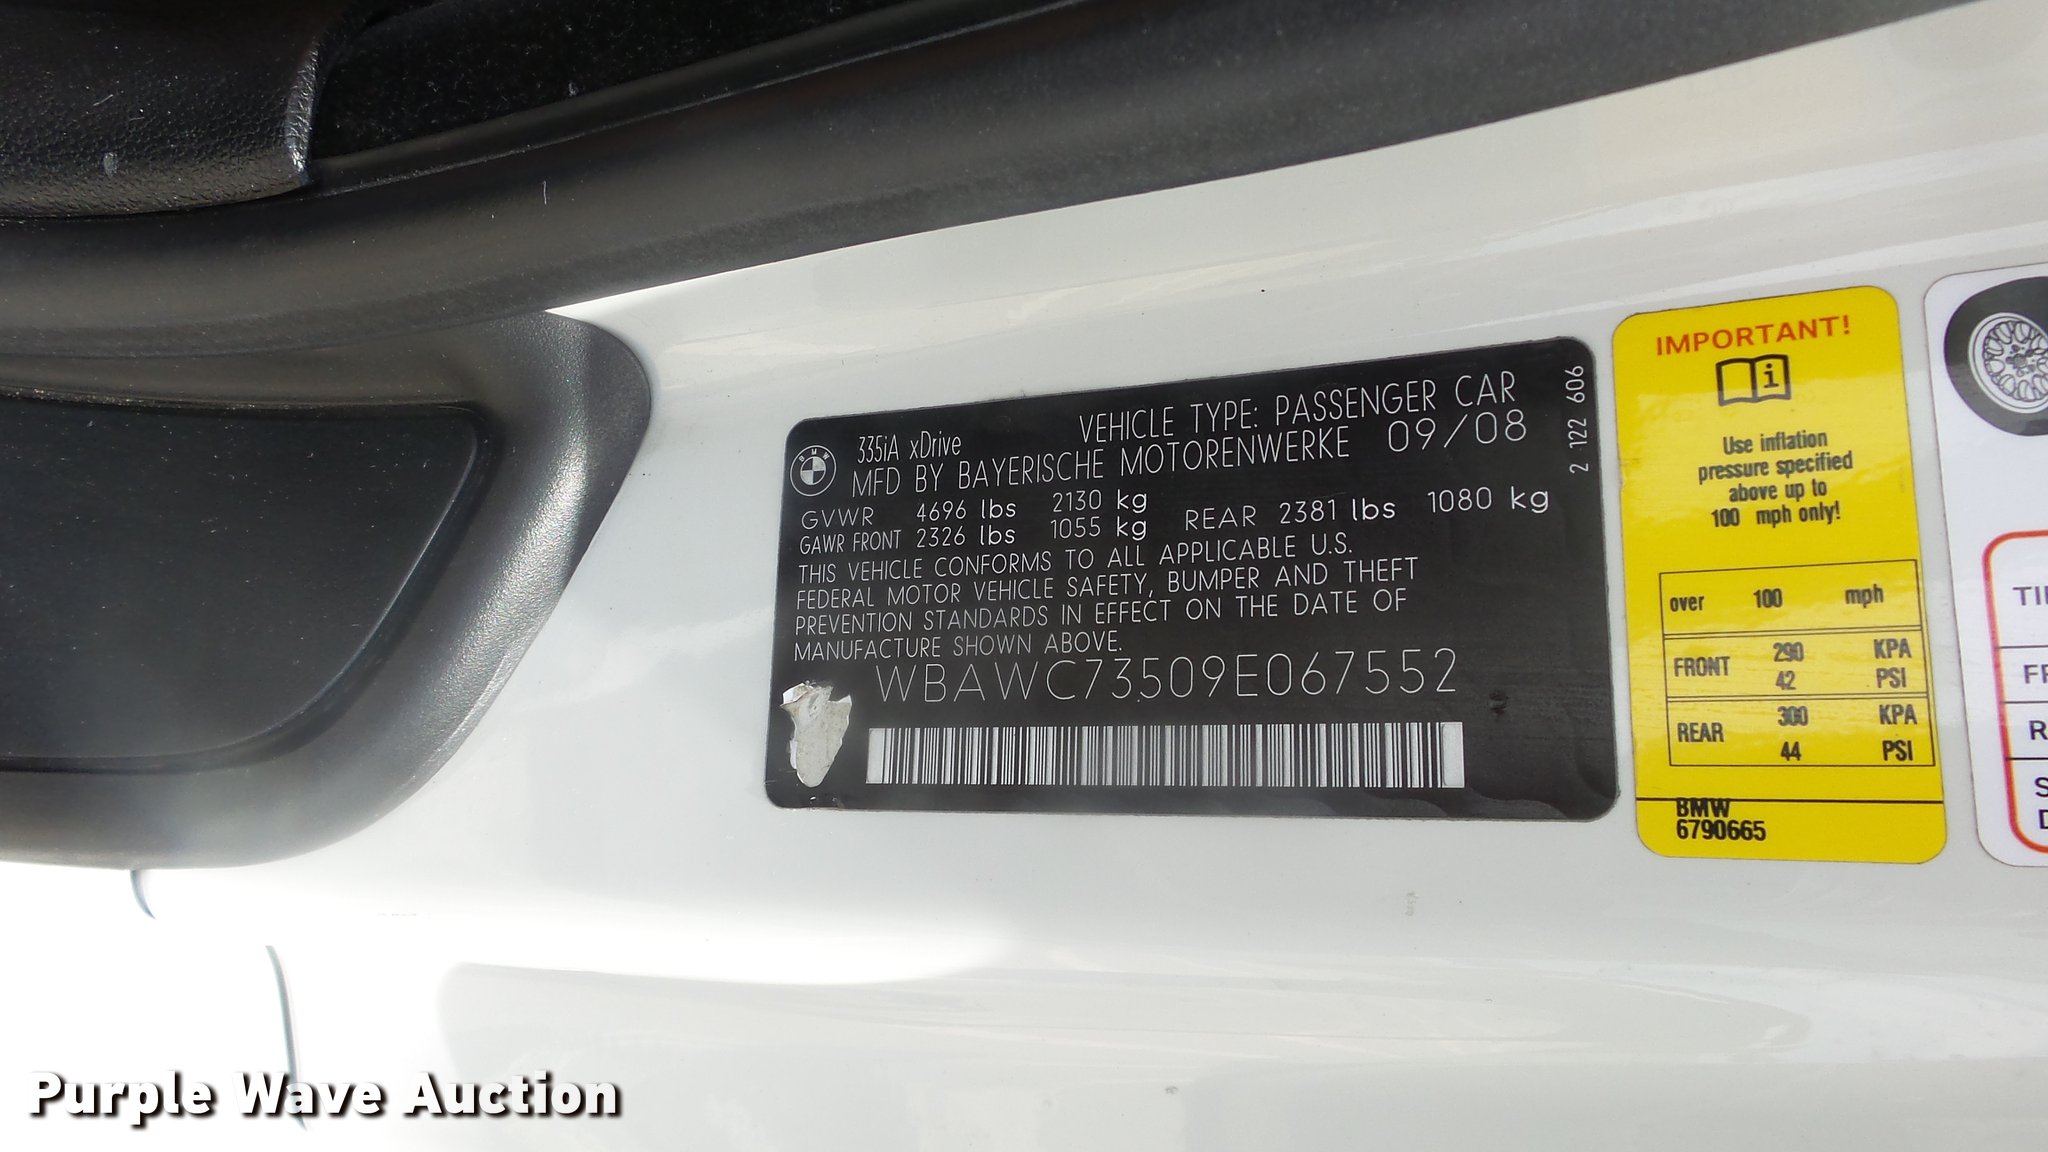 335iA xDrive
VEHICLE TYPE: PASSENGER CAR
MFD BY BAYERISCHE MOTORENWERKE 09/08
GVWR 4696 lbs 2130 kg
GAWR FRONT 2326 lbs 1055 kg REAR 2381 lbs 1080 kg
THIS VEHICLE CONFORMS TO ALL APPLICABLE U.S.
FEDERAL MOTOR VEHICLE SAFETY, BUMPER AND THEFT
PREVENTION STANDARDS IN EFFECT ON THE DATE OF
MANUFACTURE SHOWN ABOVE.
WBAWC73509E067552
2 122 606
BMW
IMPORTANT!
i
Use inflation
pressure specified
above up to
100 mph only!
over 100 mph
FRONT 290 KPA
42 PSI
REAR 300 KPA
44 PSI
BMW
6790665
Purple Wave Auction